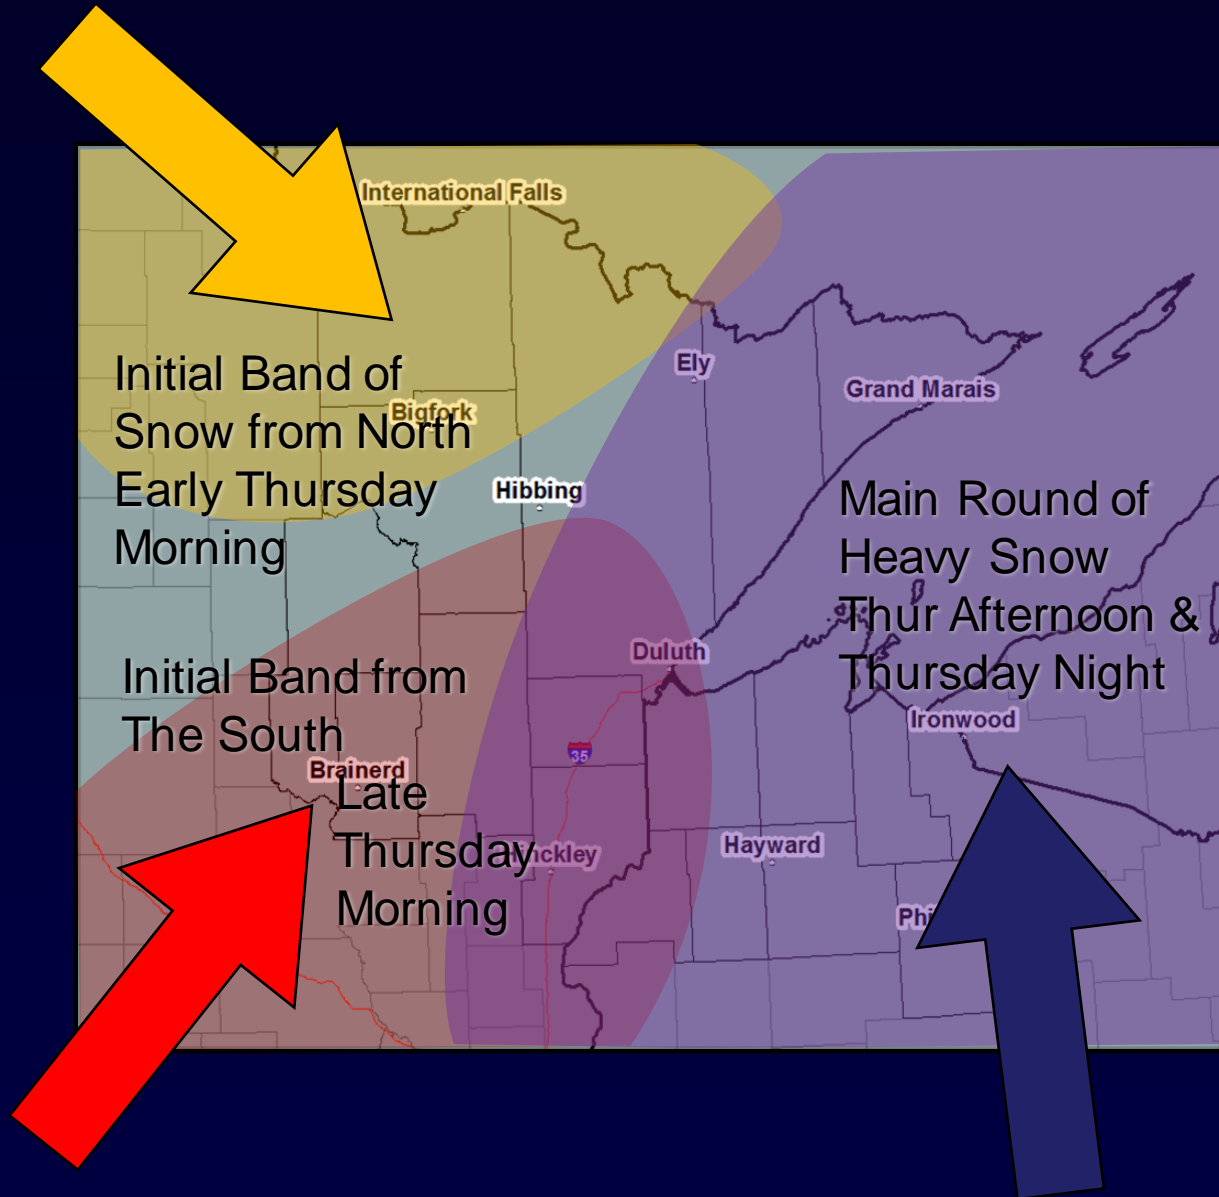 International Falls
Initial Band of
Snow from North
Early Thursday
Morning
Bigfork
Ely
Grand Marais
Hibbing
Main Round of
Heavy Snow
Thur Afternoon &
Thursday Night
Duluth
Ironwood
Initial Band from
The South
Late
Thursday
Morning
Brainerd
35
Hayward